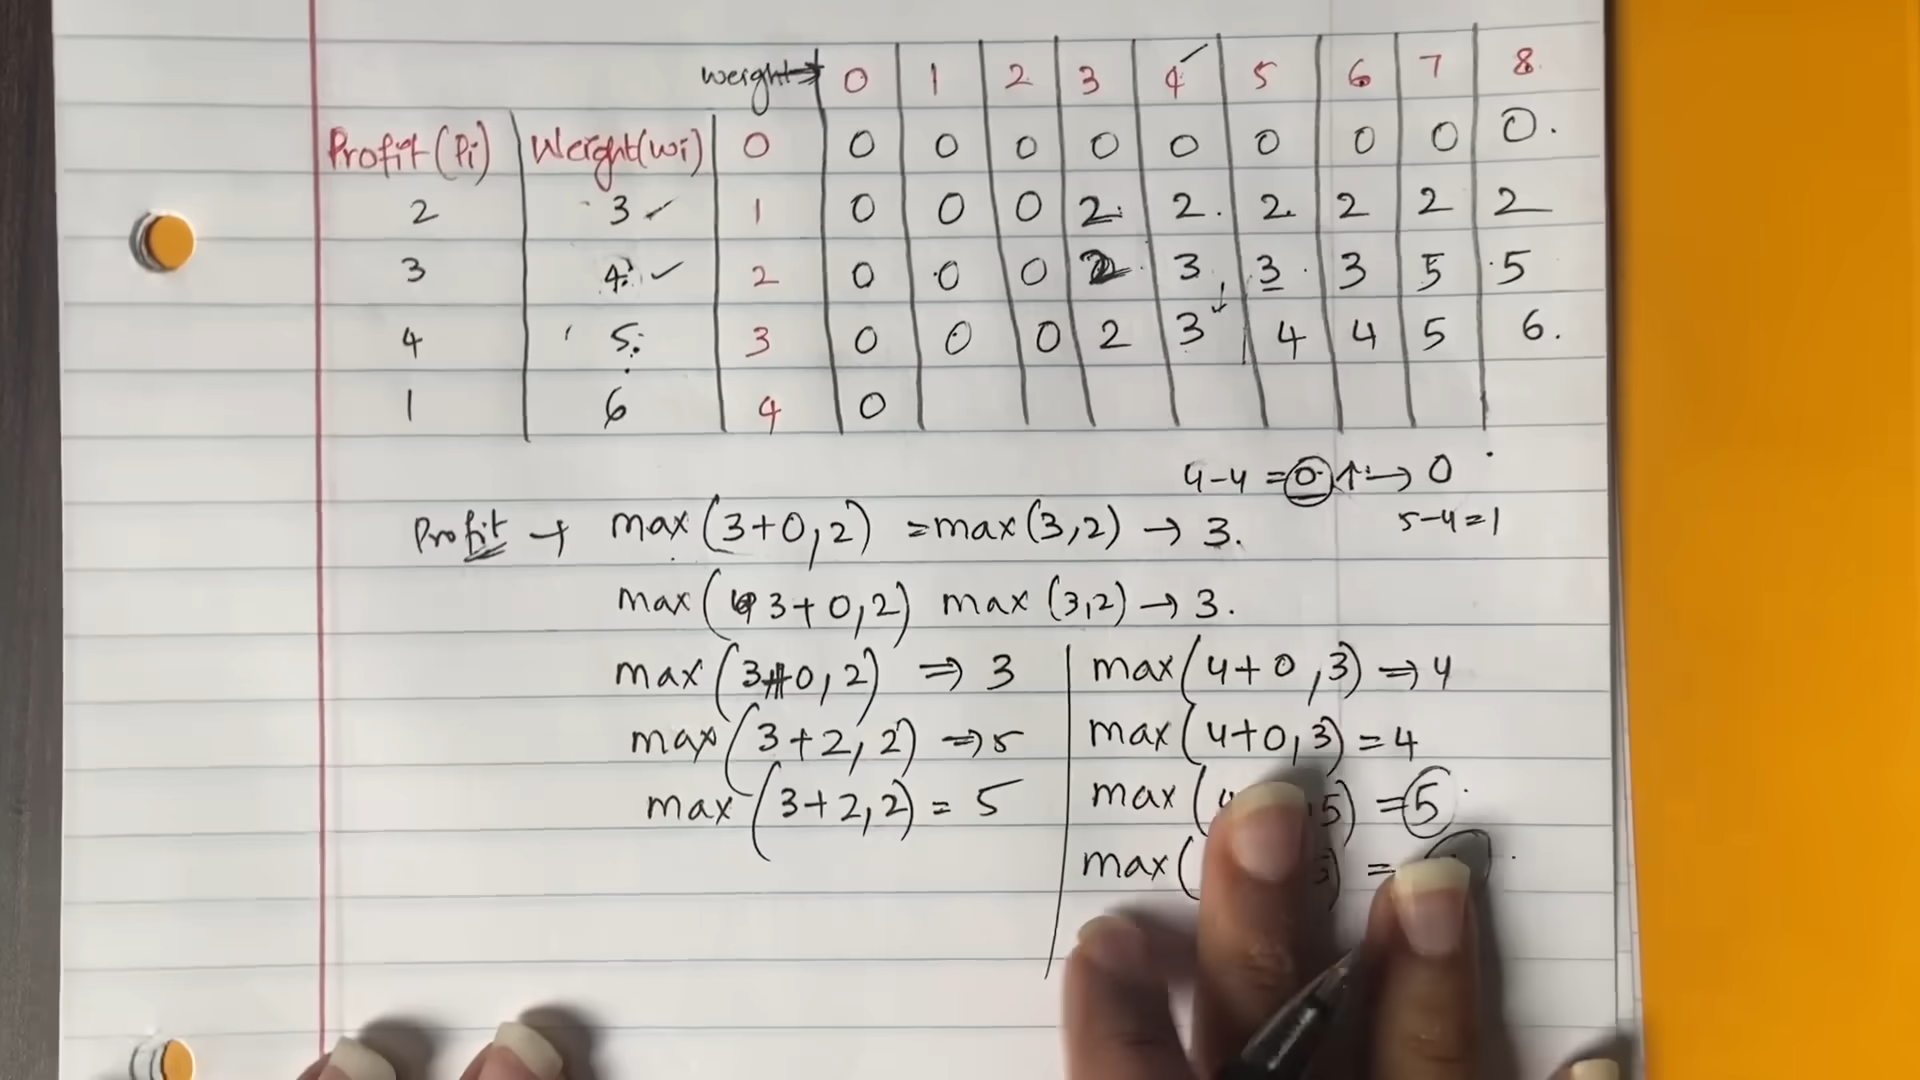 weight→ 0 1 2 3 4 ✓ 5 6 7 8
Profit (Pi) Weight(wi) 0 0 0 0 0 0 0 0 0 0.
2 3 ✓ 1 0 0 0 2 2 2 2 2 2
3 4 ✓ 2 0 0 0 2 3 3 3 5 5
4 5 3 0 0 0 2 3 4 4 5 6.
1 6 4 0
4-4 = 0 ↑→ 0
5-4=1
Profit → max(3+0,2) =max(3,2) → 3.
max(3+0,2) max (3,2) → 3.
max(3+0,2) ⇒ 3
max(3+2,2) ⇒5
max(3+2,2) = 5
max(4+0,3) ⇒ 4
max(4+0,3) = 4
max( ,5) =5
max( ) =